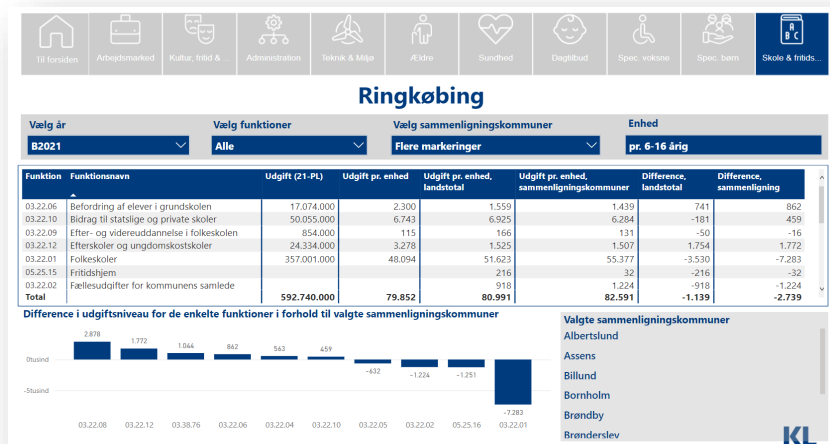 Til forsiden Arbejdsmarked Kultur, fritid & ... Administration Teknik & Miljø Ældre Sundhed Dagtilbud Spec. voksne Spec. børn Skole & fritids...
A
B C
Ringkøbing
Vælg år Vælg funktioner Vælg sammenligningskommuner Enhed
B2021 Alle Flere markeringer pr. 6-16 årig
Funktion Funktionsnavn Udgift (21-PL) Udgift pr. enhed Udgift pr. enhed, Udgift pr. enhed, Difference, Difference,
landstotal sammenligningskommuner landstotal sammenligning
03.22.06 Befordring af elever i grundskolen 17.074.000 2.300 1.559 1.439 741 862
03.22.10 Bidrag til statslige og private skoler 50.055.000 6.743 6.925 6.284 -181 459
03.22.09 Efter- og videreuddannelse i folkeskolen 854.000 115 166 131 -50 -16
03.22.12 Efterskoler og ungdomskostskoler 24.334.000 3.278 1.525 1.507 1.754 1.772
03.22.01 Folkeskoler 357.001.000 48.094 51.623 55.377 -3.530 -7.283
05.25.15 Fritidshjem 216 32 -216 -32
03.22.02 Fællesudgifter for kommunens samlede 918 1.224 -918 -1.224
Total 592.740.000 79.852 80.991 82.591 -1.139 -2.739
Difference i udgiftsniveau for de enkelte funktioner i forhold til valgte sammenligningskommuner
2.878 1.772 1.044 862 563 459
0tusind
-632 -1.224 -1.251
-5tusind
-7.283
03.22.08 03.22.12 03.38.76 03.22.06 03.22.04 03.22.10 03.22.05 03.22.02 05.25.16 03.22.01
Valgte sammenligningskommuner
Albertslund
Assens
Billund
Bornholm
Brøndby
Brønderslev
KL